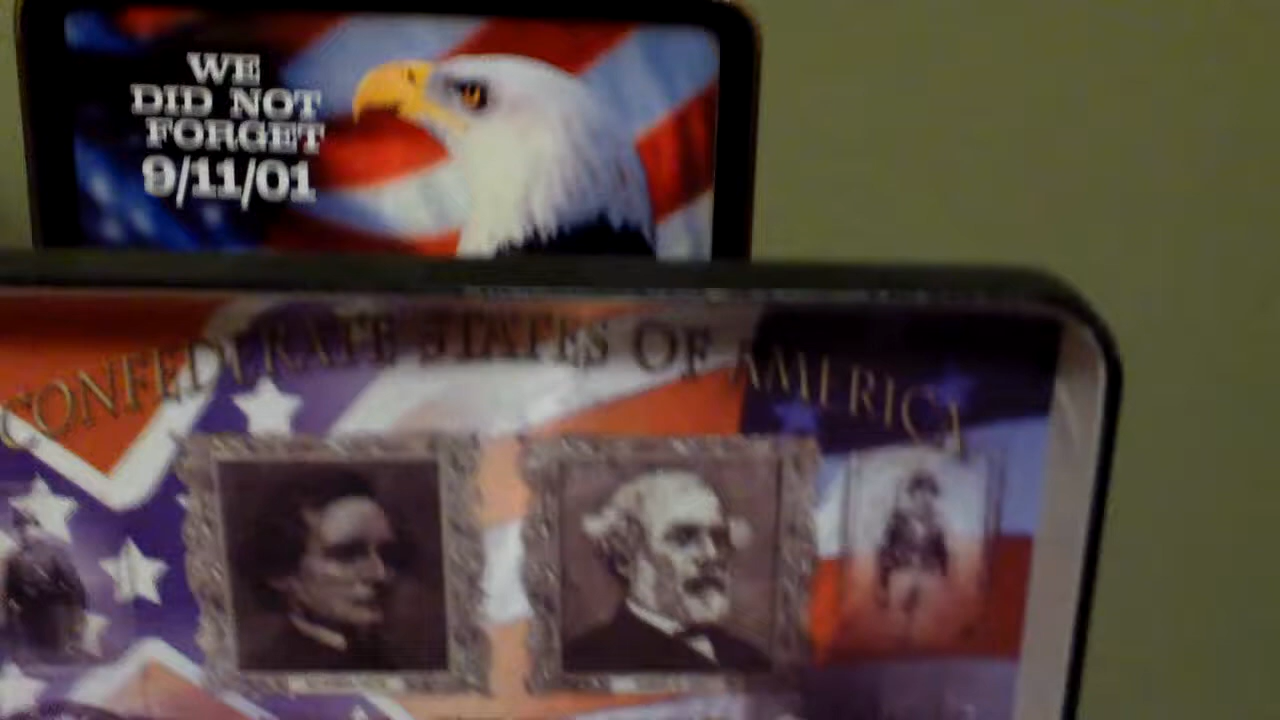 WE
DID NOT
FORGET
9/11/01
CONFEDERATE STATES OF AMERICA